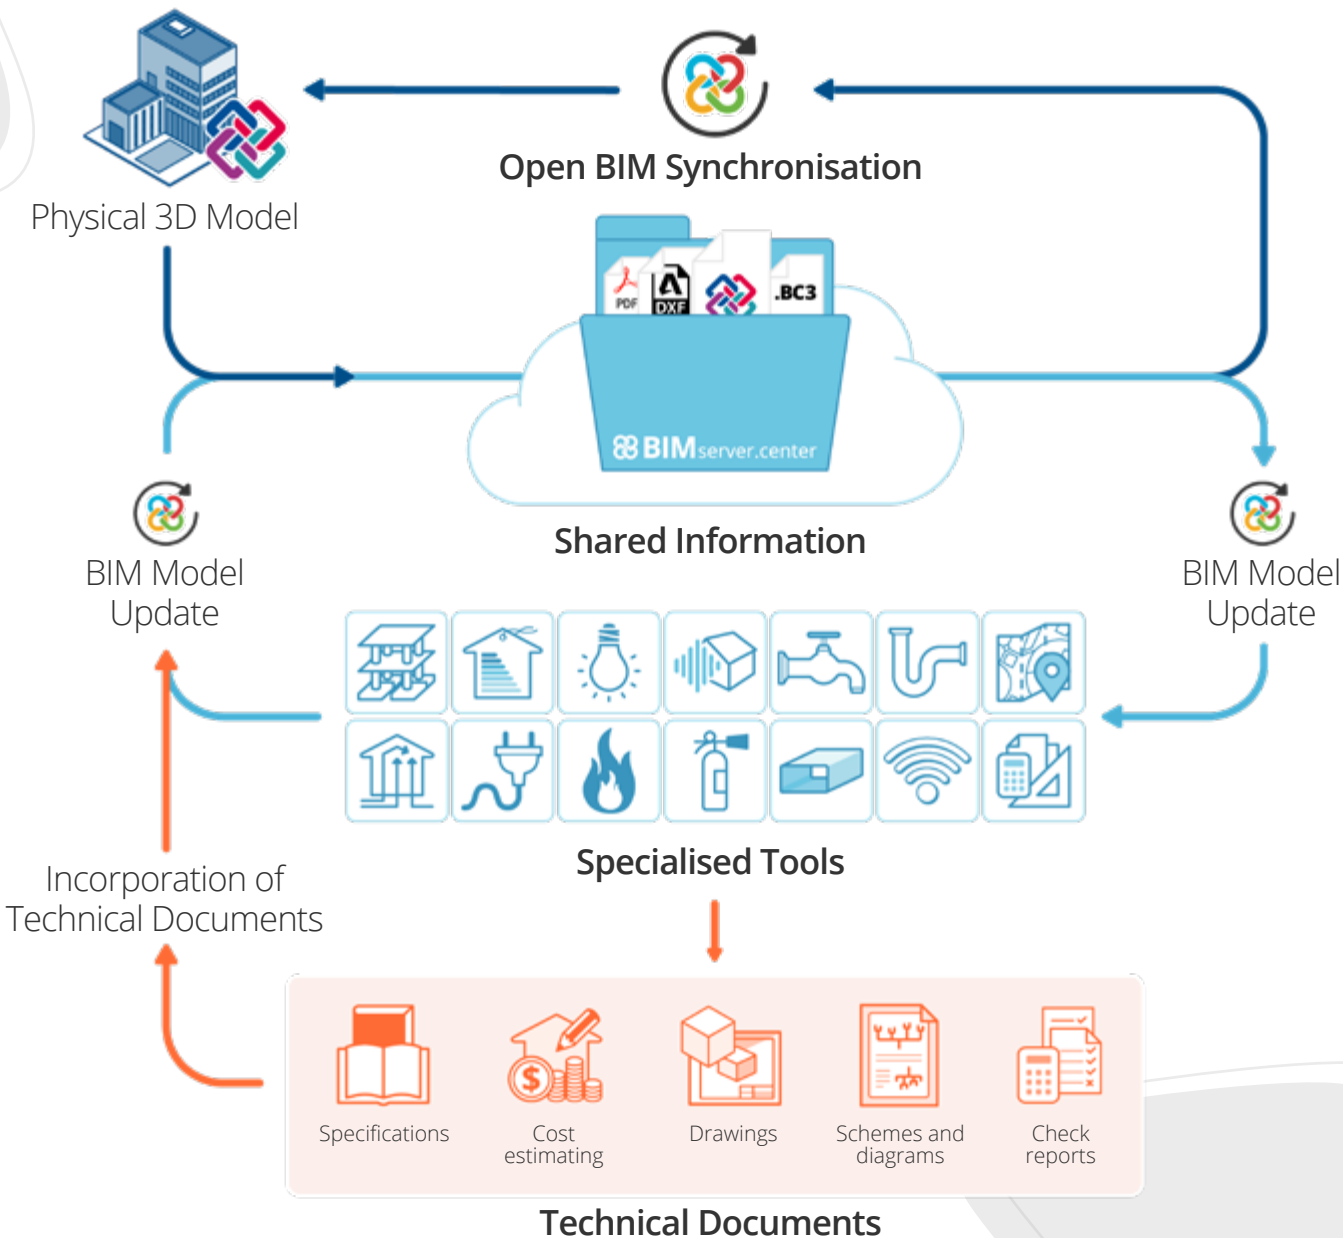 Open BIM Synchronisation
Physical 3D Model
PDF
DXF
.BC3
BIMserver.center
Shared Information
BIM Model
Update
BIM Model
Update
Specialised Tools
Incorporation of
Technical Documents
Specifications
Cost
estimating
Drawings
Schemes and
diagrams
Check
reports
Technical Documents